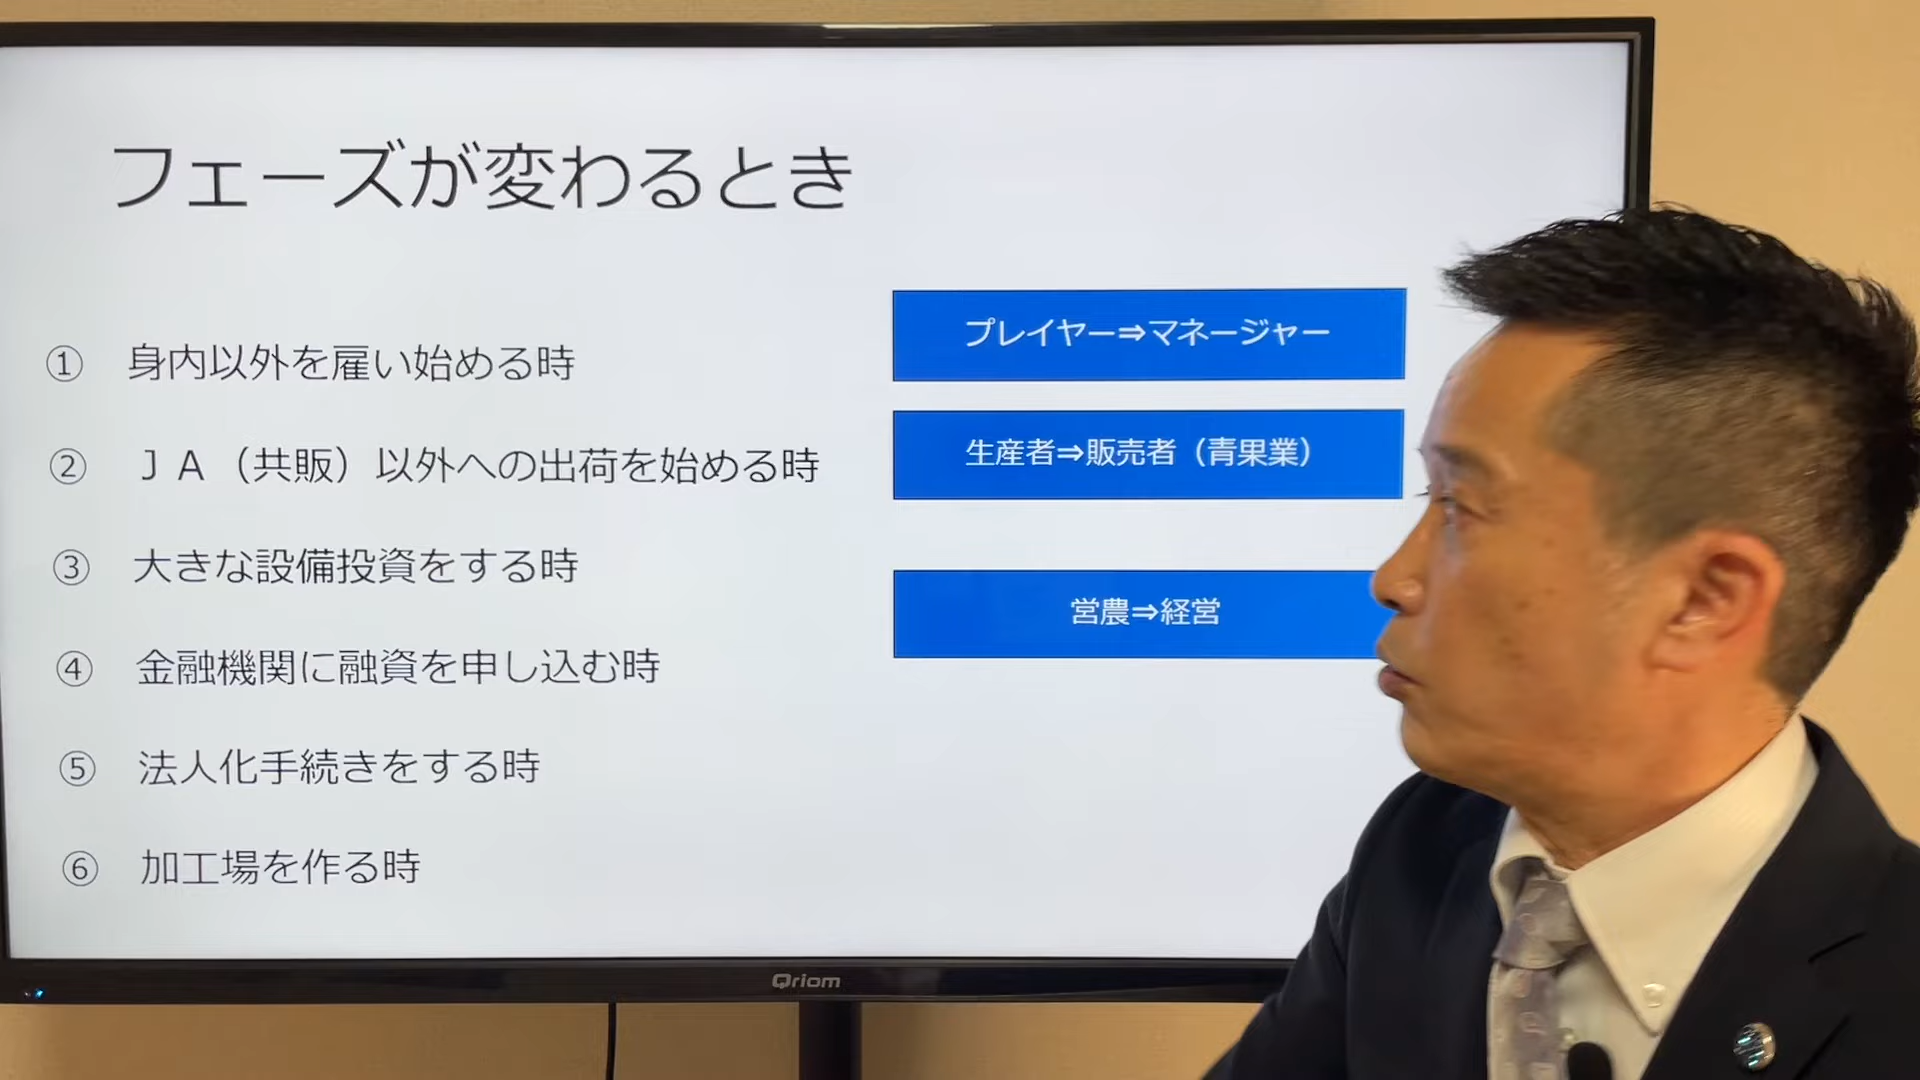 フェーズが変わるとき
① 身内以外を雇い始める時
② ＪＡ（共販）以外への出荷を始める時
③ 大きな設備投資をする時
④ 金融機関に融資を申し込む時
⑤ 法人化手続きをする時
⑥ 加工場を作る時
プレイヤー⇒マネージャー
生産者⇒販売者（青果業）
営農⇒経営
Qriom